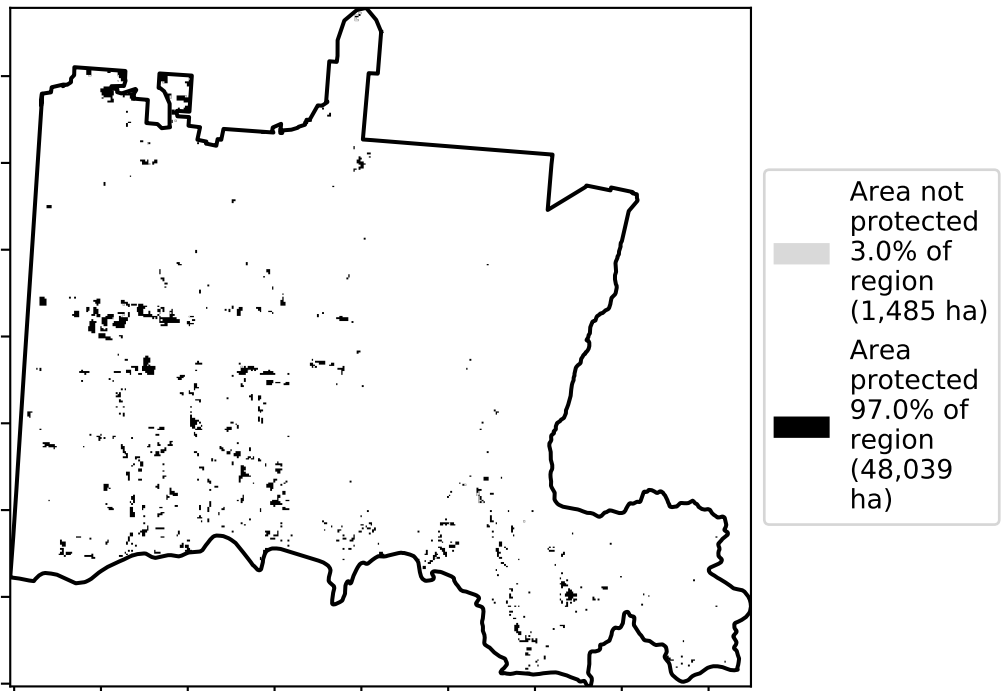 Area not
protected
3.0% of
region
(1,485 ha)
Area
protected
97.0% of
region
(48,039
ha)